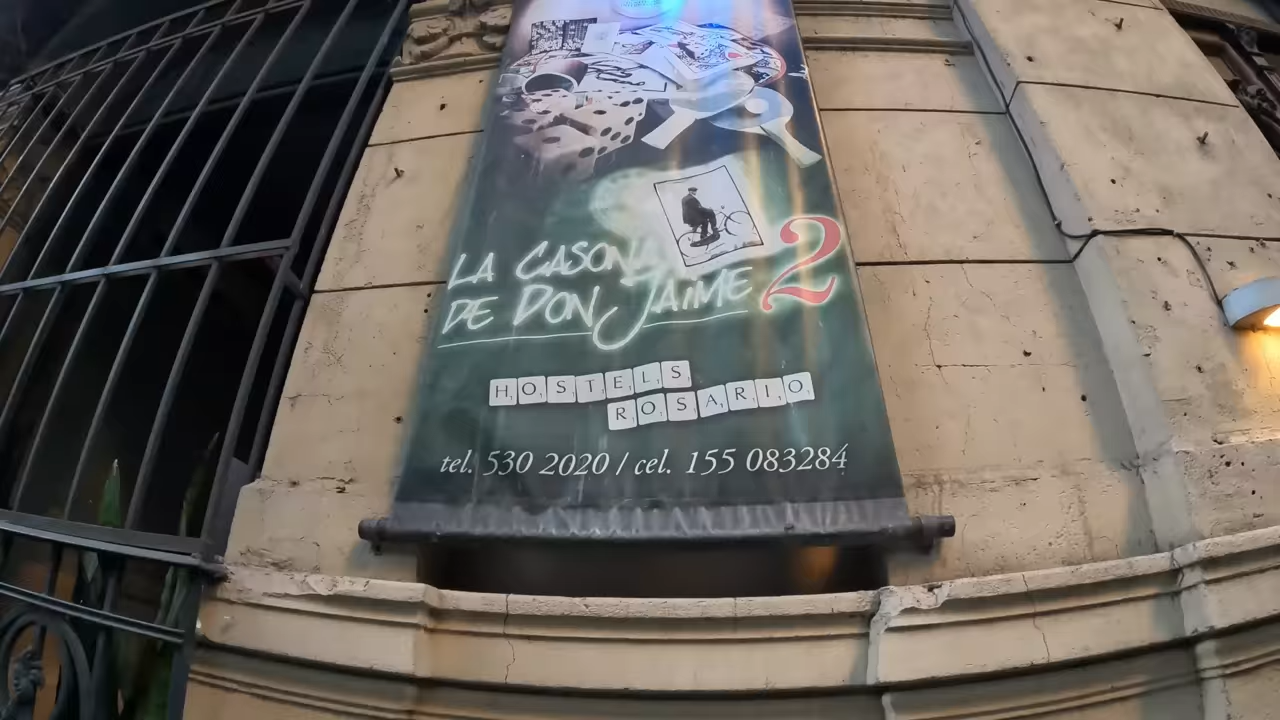 LA CASONA
DE DON JAIME 2
HOSTELS
ROSARIO
tel. 530 2020 / cel. 155 083284